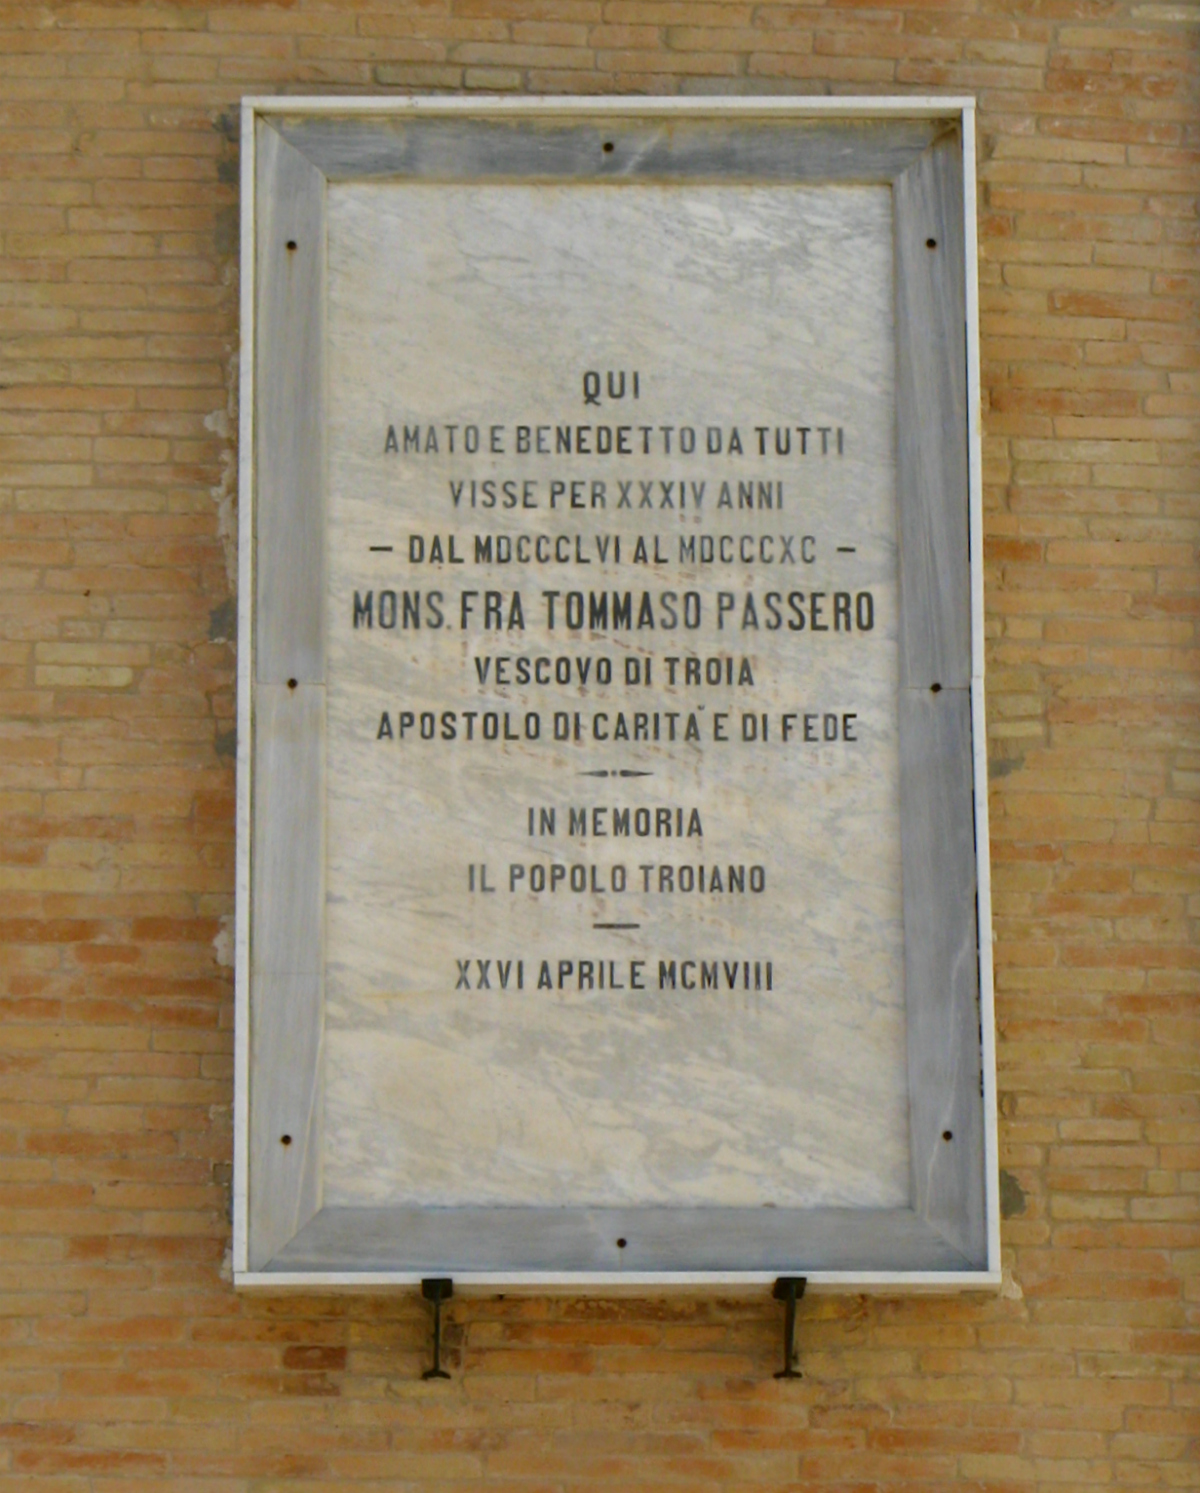 QUI
AMATO E BENEDETTO DA TUTTI
VISSE PER XXXIV ANNI
— DAL MDCCCLVI AL MDCCCXC —
MONS. FRA TOMMASO PASSERO
VESCOVO DI TROIA
APOSTOLO DI CARITA' E DI FEDE
IN MEMORIA
IL POPOLO TROIANO
XXVI APRILE MCMVIII